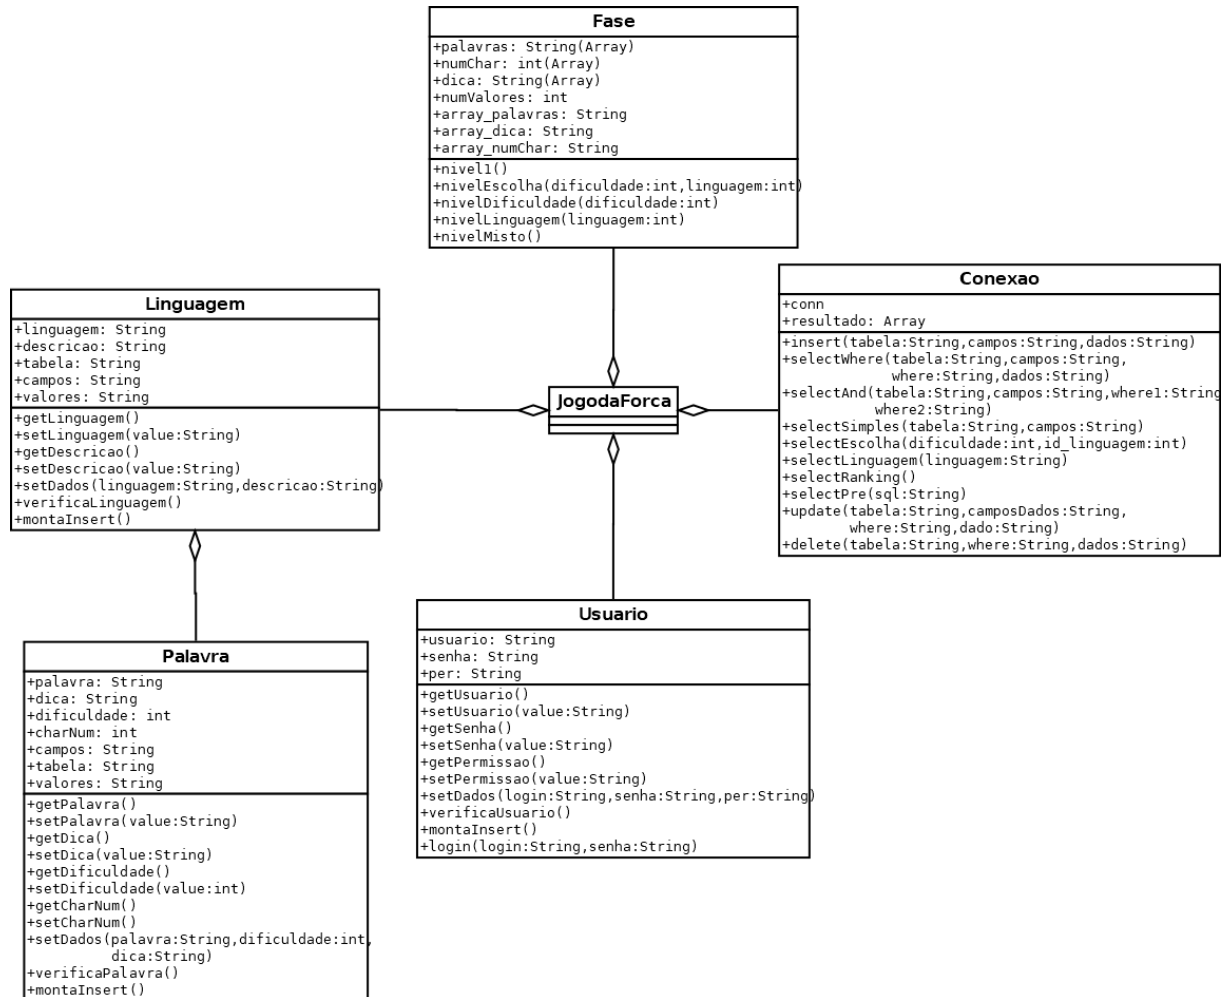 Fase
+palavras: String(Array)
+numChar: int(Array)
+dica: String(Array)
+numValores: int
+array_palavras: String
+array_dica: String
+array_numChar: String
+nivel1()
+nivelEscolha(dificuldade:int,linguagem:int)
+nivelDificuldade(dificuldade:int)
+nivelLinguagem(linguagem:int)
+nivelMisto()
Linguagem
+linguagem: String
+descricao: String
+tabela: String
+campos: String
+valores: String
+getLinguagem()
+setLinguagem(value:String)
+getDescricao()
+setDescricao(value:String)
+setDados(linguagem:String,descricao:String)
+verificaLinguagem()
+montaInsert()
JogodaForca
Conexao
+conn
+resultado: Array
+insert(tabela:String,campos:String,dados:String)
+selectWhere(tabela:String,campos:String,
where:String,dados:String)
+selectAnd(tabela:String,campos:String,where1:String
where2:String)
+selectSimples(tabela:String,campos:String)
+selectEscolha(dificuldade:int,id_linguagem:int)
+selectLinguagem(linguagem:String)
+selectRanking()
+selectPre(sql:String)
+update(tabela:String,camposDados:String,
where:String,dado:String)
+delete(tabela:String,where:String,dados:String)
Palavra
+palavra: String
+dica: String
+dificuldade: int
+charNum: int
+campos: String
+tabela: String
+valores: String
+getPalavra()
+setPalavra(value:String)
+getDica()
+setDica(value:String)
+getDificuldade()
+setDificuldade(value:int)
+getCharNum()
+setCharNum()
+setDados(palavra:String,dificuldade:int,
dica:String)
+verificaPalavra()
+montaInsert()
Usuario
+usuario: String
+senha: String
+per: String
+getUsuario()
+setUsuario(value:String)
+getSenha()
+setSenha(value:String)
+getPermissao()
+setPermissao(value:String)
+setDados(login:String,senha:String,per:String)
+verificaUsuario()
+montaInsert()
+login(login:String,senha:String)